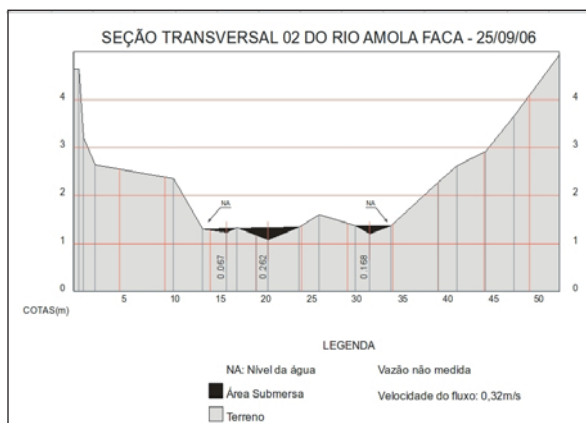 SEÇÃO TRANSVERSAL 02 DO RIO AMOLA FACA - 25/09/06
4 4
3 3
NA NA
2 2
1 1
0.067 0.262 0.168
0 0
5 10 15 20 25 30 35 40 45 50
COTAS(m)
LEGENDA
NA: Nível da água Vazão não medida
Área Submersa Velocidade do fluxo: 0,32m/s
Terreno